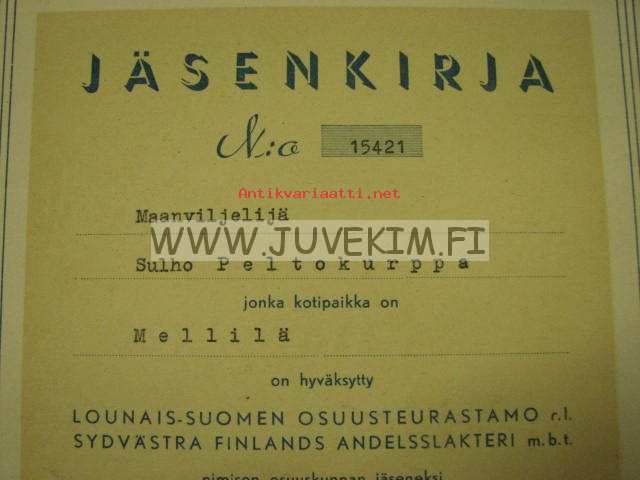 JÄSENKIRJA
N:o 15421
Antikvariaatti.net
Maanviljelijä
WWW.JUVEKIM.FI
Sulho Peltokurppa
jonka kotipaikka on
Mellilä
on hyväksytty
LOUNAIS-SUOMEN OSUUSTEURASTAMO r.l.
SYDVÄSTRA FINLANDS ANDELSSLAKTERI m.b.t.
nimisen osuuskunnan jäseneksi